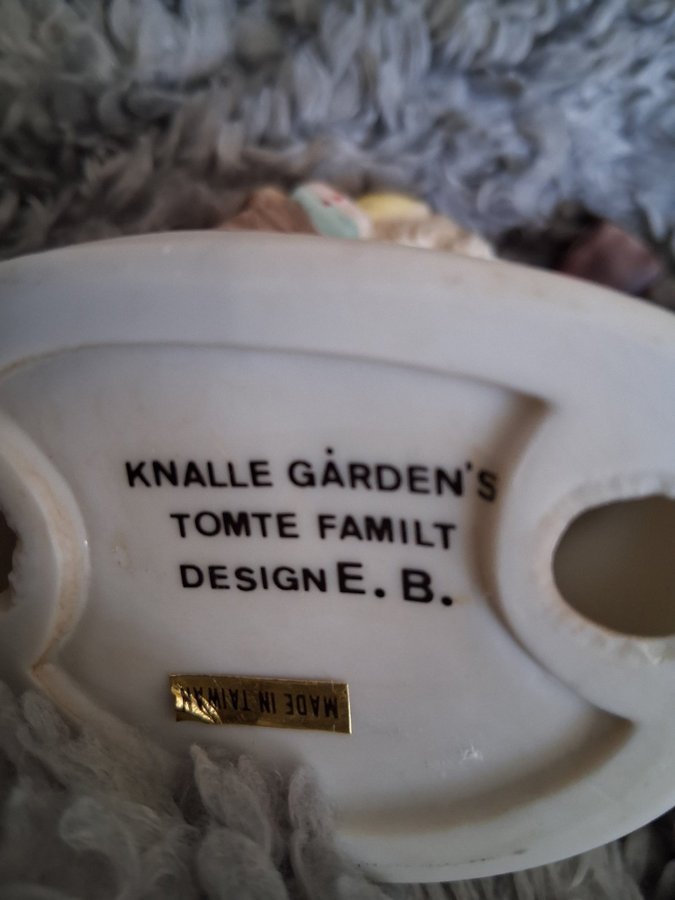 KNALLE GÅRDEN'S
TOMTE FAMILT
DESIGN E. B.
MADE IN TAIWAN